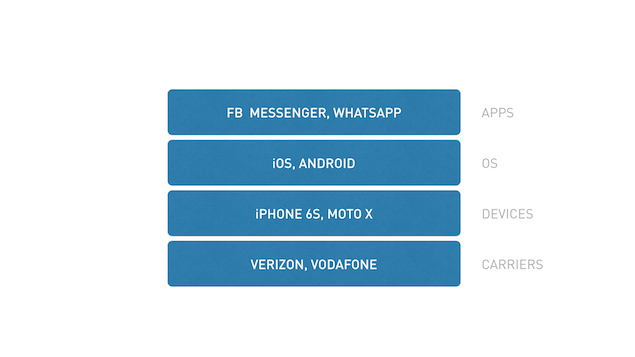 FB MESSENGER, WHATSAPP APPS
iOS, ANDROID OS
iPHONE 6S, MOTO X DEVICES
VERIZON, VODAFONE CARRIERS